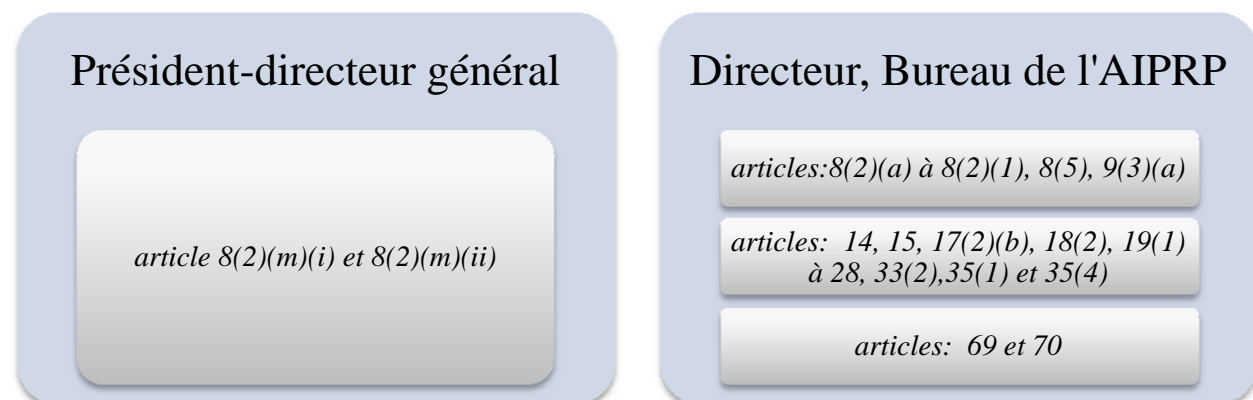 Président-directeur général
article 8(2)(m)(i) et 8(2)(m)(ii)
Directeur, Bureau de l'AIPRP
articles:8(2)(a) à 8(2)(1), 8(5), 9(3)(a)
articles:  14, 15, 17(2)(b), 18(2), 19(1)
à 28, 33(2),35(1) et 35(4)
articles:  69 et 70